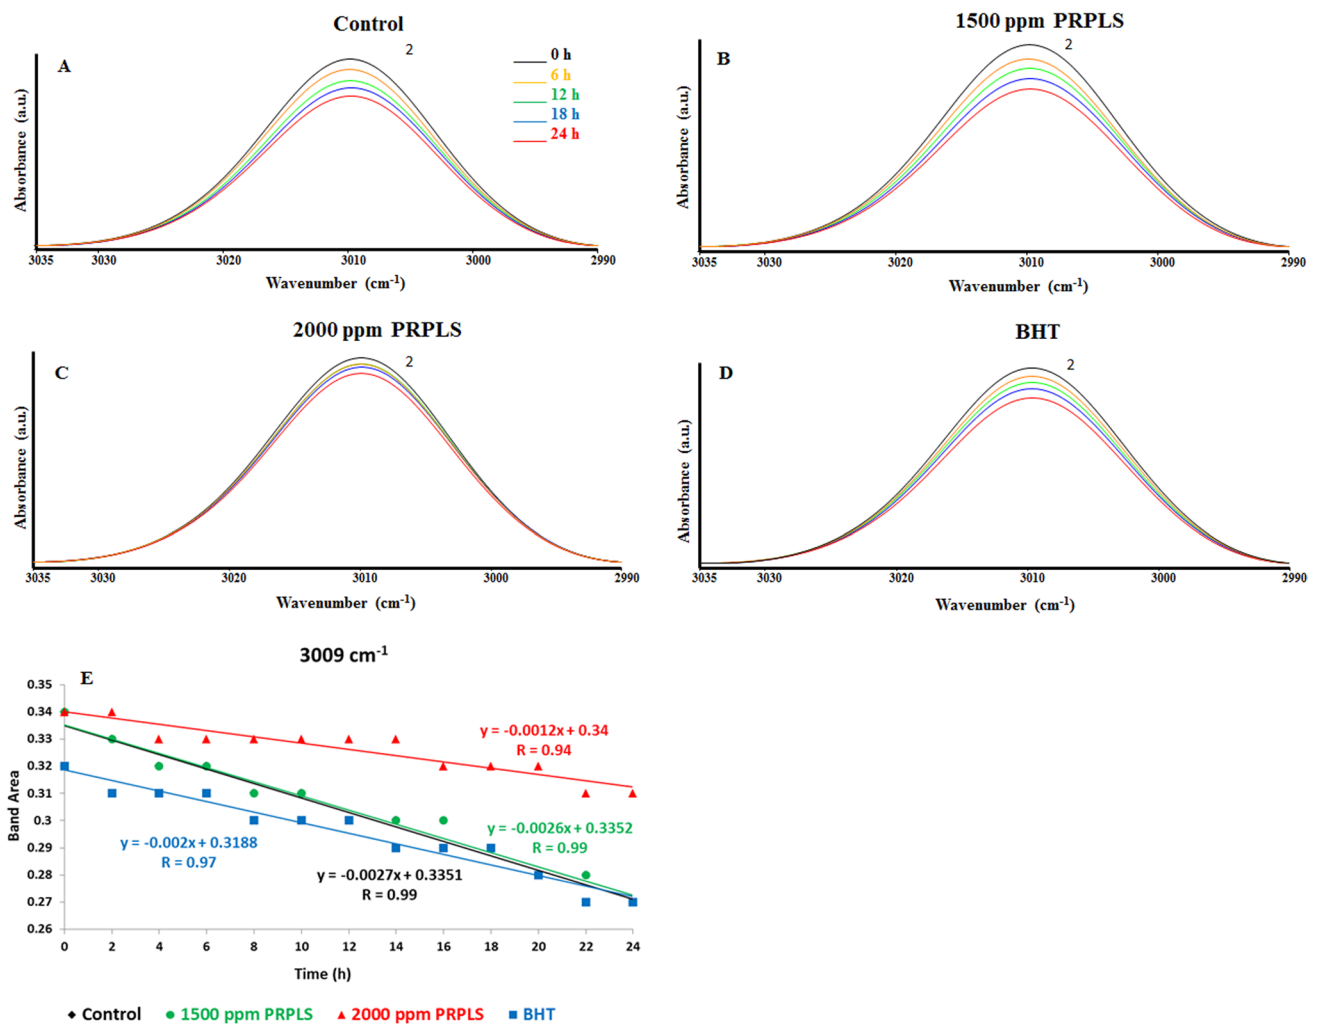 Control
A
2
0 h
6 h
12 h
18 h
24 h
Absorbance (a.u.)
3035 3030 3020 3010 3000 2990
Wavenumber (cm-1)
1500 ppm PRPLS
B
2
Absorbance (a.u.)
3035 3030 3020 3010 3000 2990
Wavenumber (cm-1)
2000 ppm PRPLS
C
2
Absorbance (a.u.)
3035 3030 3020 3010 3000 2990
Wavenumber (cm-1)
BHT
D
2
Absorbance (a.u.)
3035 3030 3020 3010 3000 2990
Wavenumber (cm-1)
3009 cm-1
E
0.35
0.34
0.33
0.32
0.31
0.3
0.29
0.28
0.27
0.26
Band Area
y = -0.0012x + 0.34
R = 0.94
y = -0.0026x + 0.3352
R = 0.99
y = -0.002x + 0.3188
R = 0.97
y = -0.0027x + 0.3351
R = 0.99
0 2 4 6 8 10 12 14 16 18 20 22 24
Time (h)
Control 1500 ppm PRPLS 2000 ppm PRPLS BHT